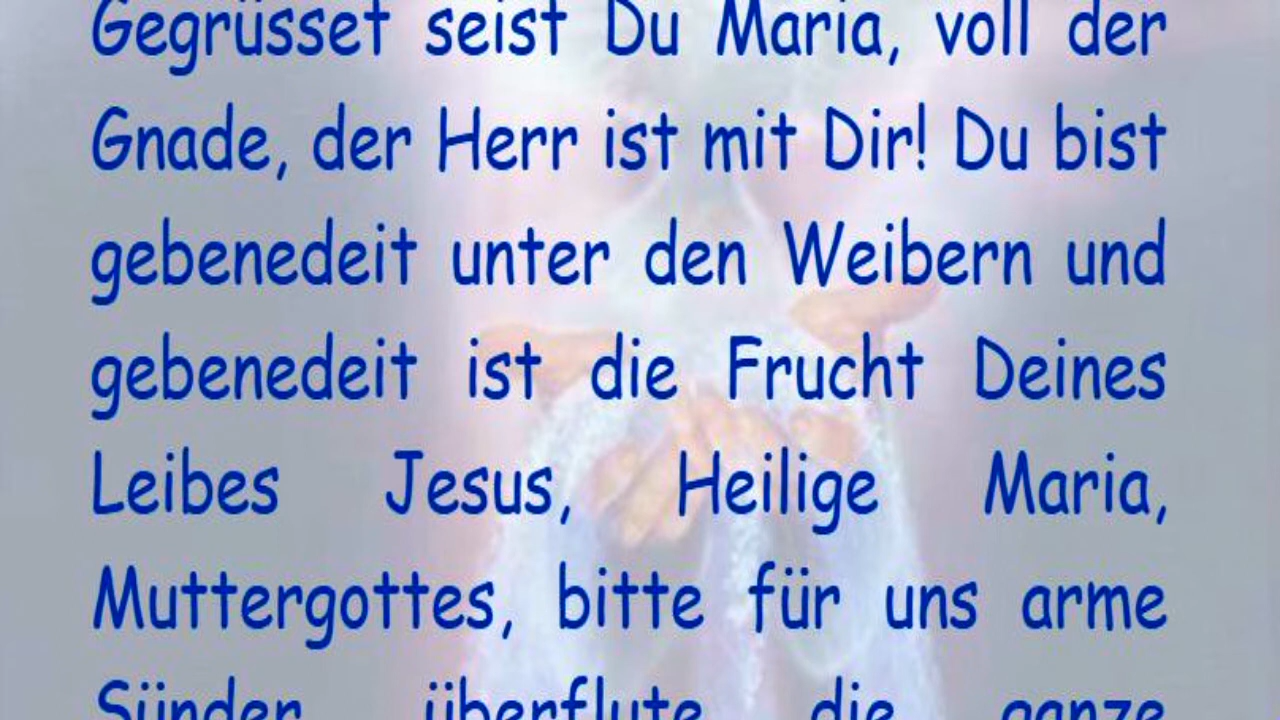 Gegrüsset seist Du Maria, voll der
Gnade, der Herr ist mit Dir! Du bist
gebenedeit unter den Weibern und
gebenedeit ist die Frucht Deines
Leibes Jesus, Heilige Maria,
Muttergottes, bitte für uns arme
Sünder überflute die ganze